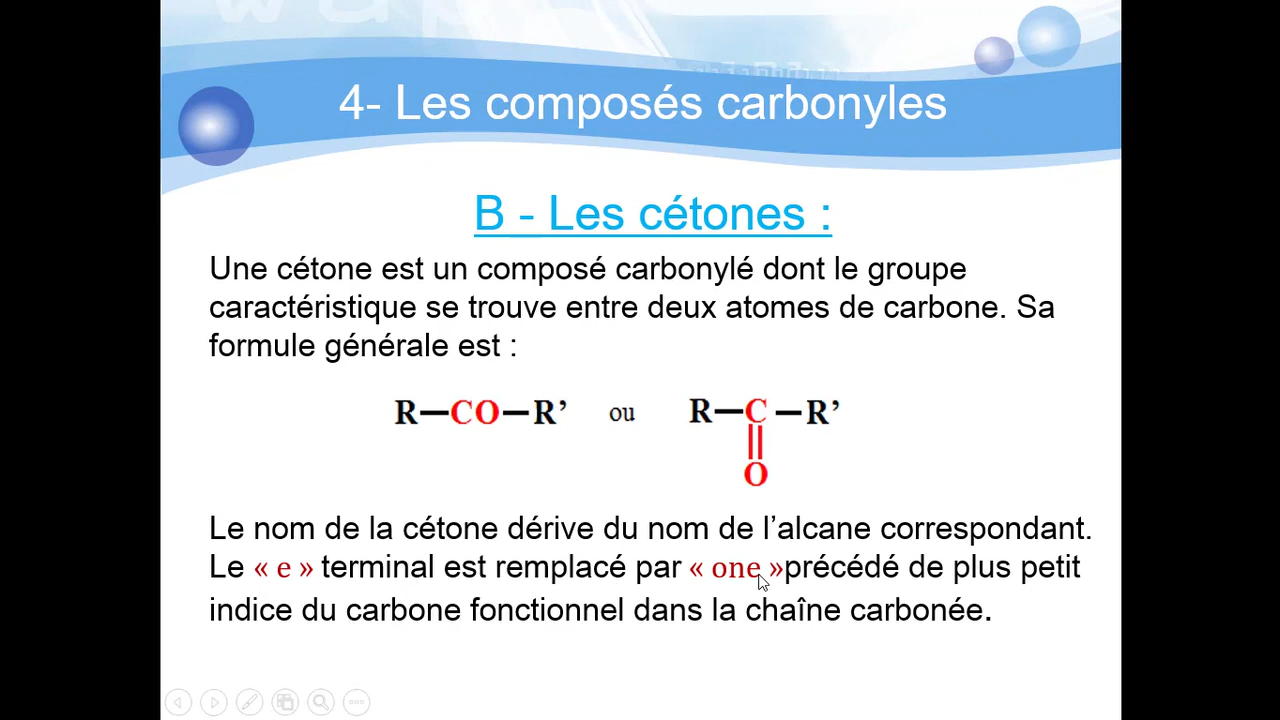 4- Les composés carbonyles
B - Les cétones :
Une cétone est un composé carbonylé dont le groupe
caractéristique se trouve entre deux atomes de carbone. Sa
formule générale est :
R—CO—R’ ou R—C—R’
||
O
Le nom de la cétone dérive du nom de l’alcane correspondant.
Le « e » terminal est remplacé par « one »précédé de plus petit
indice du carbone fonctionnel dans la chaîne carbonée.